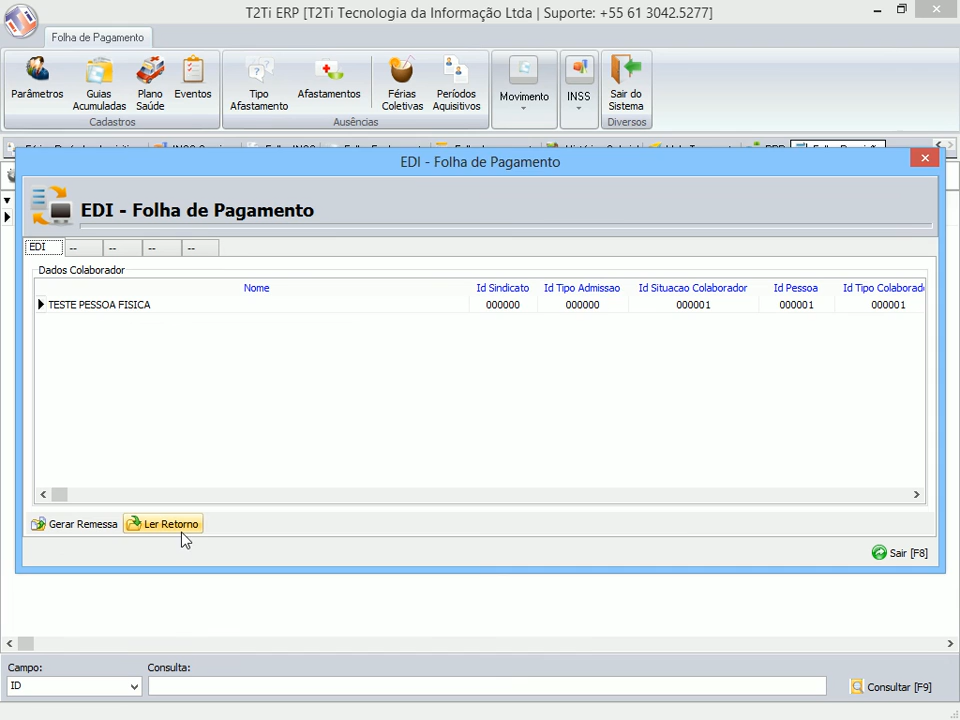 T2Ti ERP [T2Ti Tecnologia da Informação Ltda | Suporte: +55 61 3042.5277]
Folha de Pagamento
Parâmetros
Guias Acumuladas
Plano Saúde
Eventos
Cadastros
Tipo Afastamento
Afastamentos
Férias Coletivas
Períodos Aquisitivos
Ausências
Movimento
INSS
Sair do Sistema
Diversos
EDI - Folha de Pagamento
EDI - Folha de Pagamento
EDI -- -- -- --
Dados Colaborador
Nome Id Sindicato Id Tipo Admissao Id Situacao Colaborador Id Pessoa Id Tipo Colaborad
TESTE PESSOA FISICA 000000 000000 000001 000001 000001
Gerar Remessa Ler Retorno
Sair [F8]
Campo: Consulta:
ID
Consultar [F9]